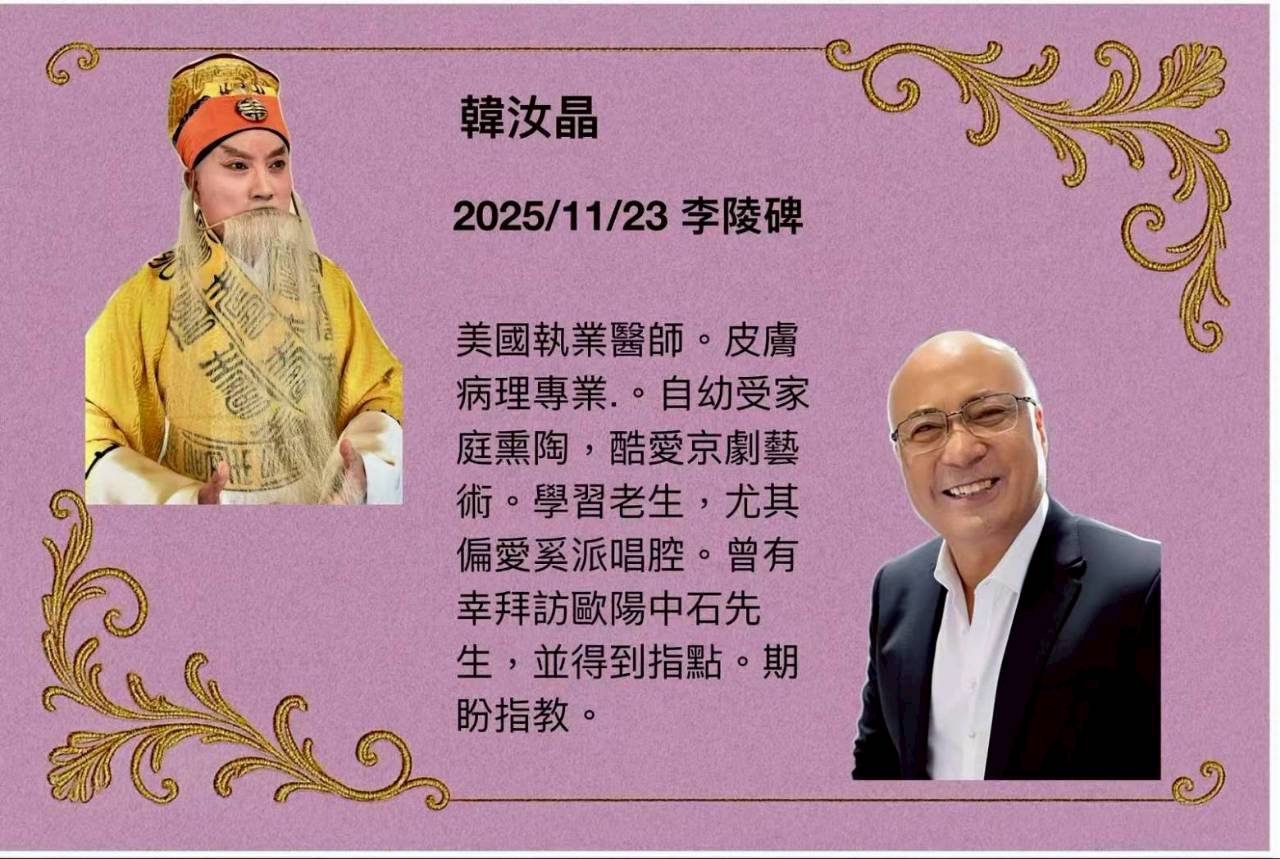 韓汝晶
2025/11/23 李陵碑
美國執業醫師。皮膚
病理專業.。自幼受家
庭熏陶，酷愛京劇藝
術。學習老生，尤其
偏愛奚派唱腔。曾有
幸拜訪歐陽中石先
生，並得到指點。期
盼指教。